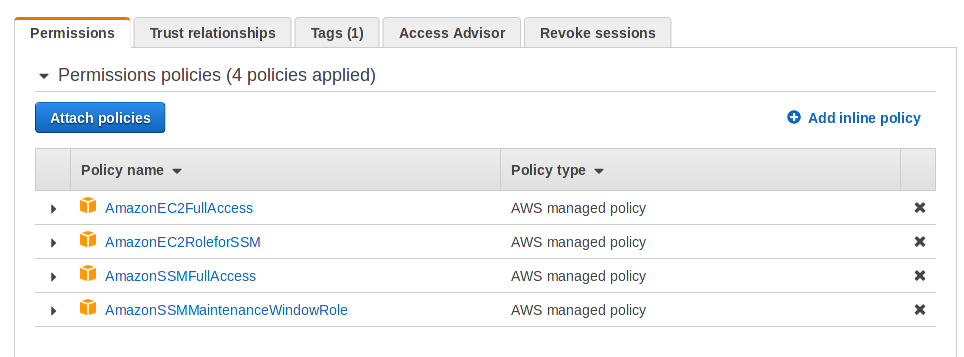 Permissions Trust relationships Tags (1) Access Advisor Revoke sessions
Permissions policies (4 policies applied)
Attach policies Add inline policy
Policy name Policy type
AmazonEC2FullAccess AWS managed policy
AmazonEC2RoleforSSM AWS managed policy
AmazonSSMFullAccess AWS managed policy
AmazonSSMMaintenanceWindowRole AWS managed policy